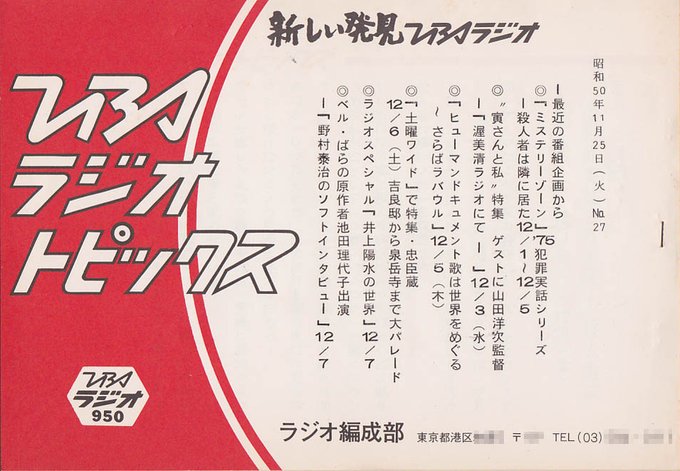 新しい発見TBSラジオ
TBS
ラジオ
トピックス
TBS
ラジオ
950
昭和50年11月25日(火) No.27
ー最近の番組企画から
◎『ミステリーゾーン』'75犯罪実話シリーズ
ー殺人者は隣に居た12/1〜12/5
◎〝寅さんと私〟特集 ゲストに山田洋次監督
ー『渥美清ラジオにて ー』12/3(水)
◎『ヒューマンドキュメント歌は世界をめぐる
〜 さらばラバウル』12/5(木)
◎『土曜ワイド』で特集・忠臣蔵
12/6(土)吉良邸から泉岳寺まで大パレード
◎ラジオスペシャル『井上陽水の世界』12/7
◎ベル・ばらの原作者池田理代子出演
ー『野村泰治のソフトインタビュー』12/7
ラジオ編成部 東京都港区 〒 TEL(03)